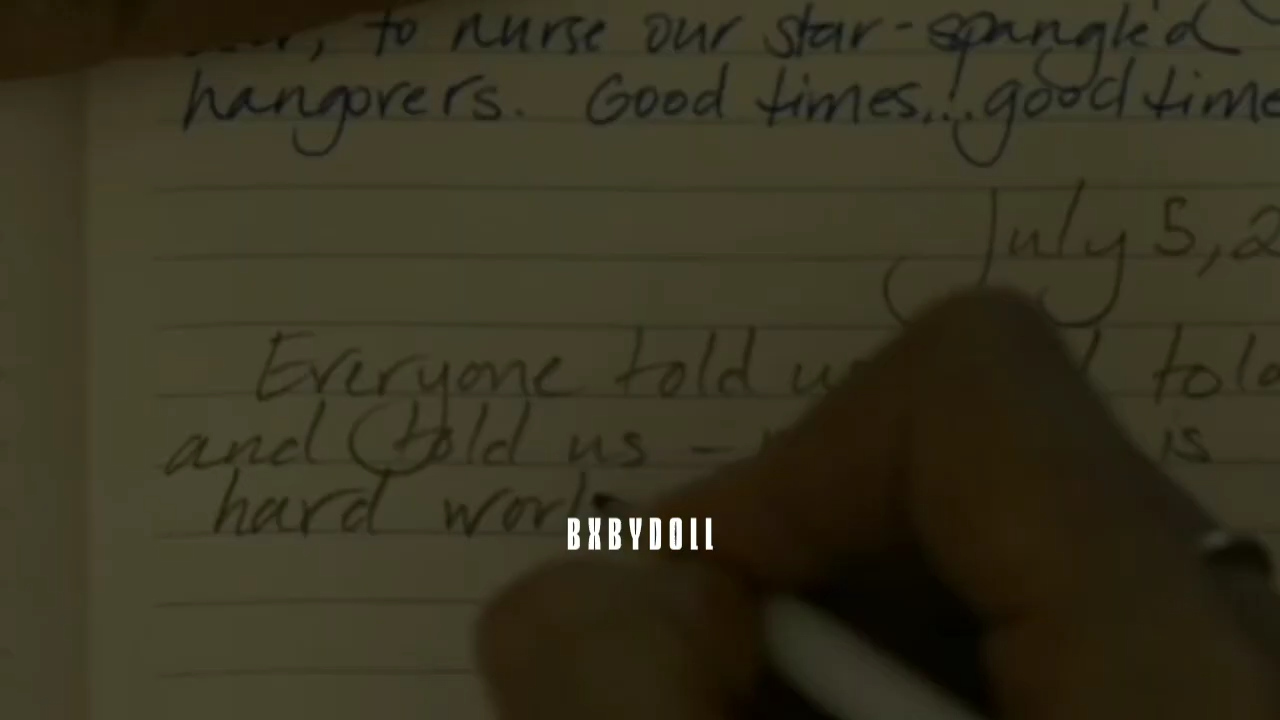 to nurse our star-spangle'd
hangovers. Good times...good time
July 5, 2
Everyone told told
and told us - is
hard work
BXBYDOLL